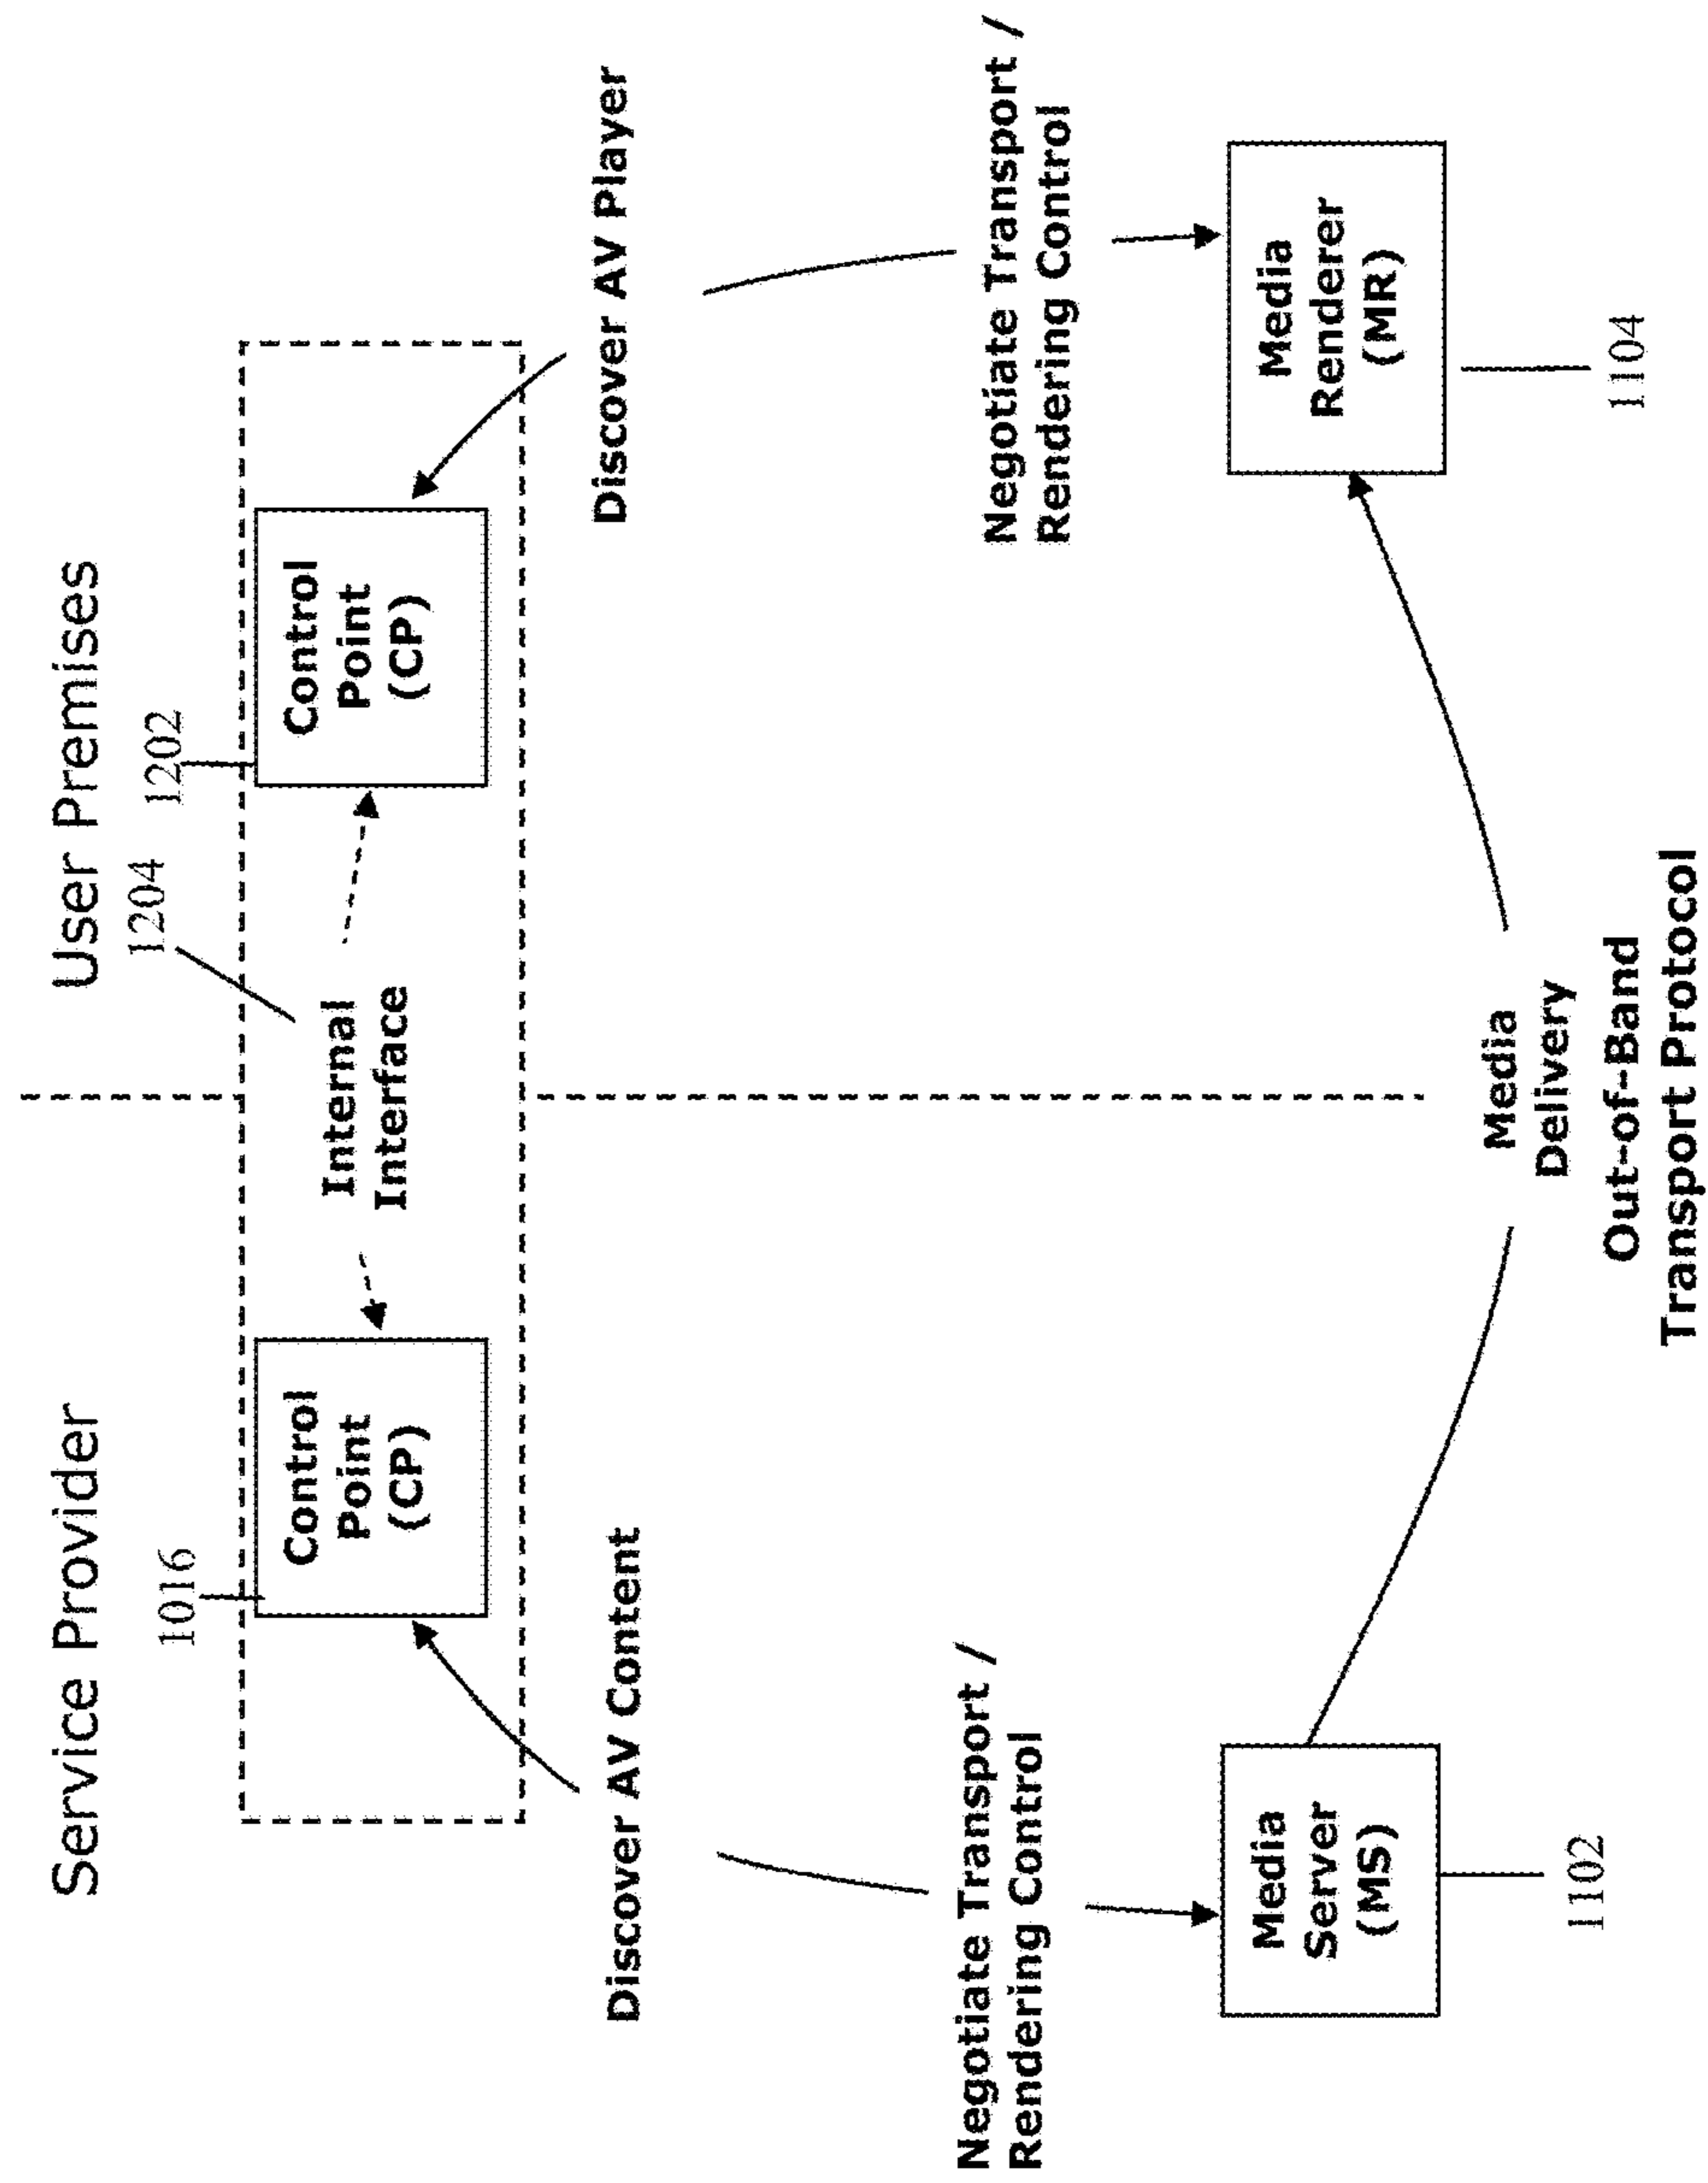 Service Provider
User Premises
1016
1204
1202
Control
Point
(CP)
Internal
Interface
Control
Point
(CP)
Discover AV Content
Discover AV Player
Negotiate Transport /
Rendering Control
Negotiate Transport /
Rendering Control
Media
Server
(MS)
Media
Renderer
(MR)
1102
1104
Media
Delivery
Out-of-Band
Transport Protocol